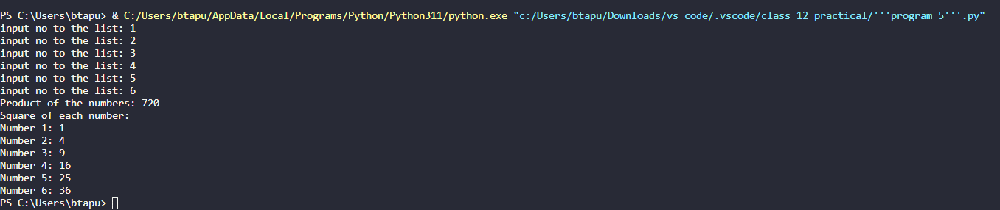 PS C:\Users\btapu> & C:/Users/btapu/AppData/Local/Programs/Python/Python311/python.exe "c:/Users/btapu/Downloads/vs_code/.vscode/class 12 practical/'''program 5'''.py"
input no to the list: 1
input no to the list: 2
input no to the list: 3
input no to the list: 4
input no to the list: 5
input no to the list: 6
Product of the numbers: 720
Square of each number:
Number 1: 1
Number 2: 4
Number 3: 9
Number 4: 16
Number 5: 25
Number 6: 36
PS C:\Users\btapu>